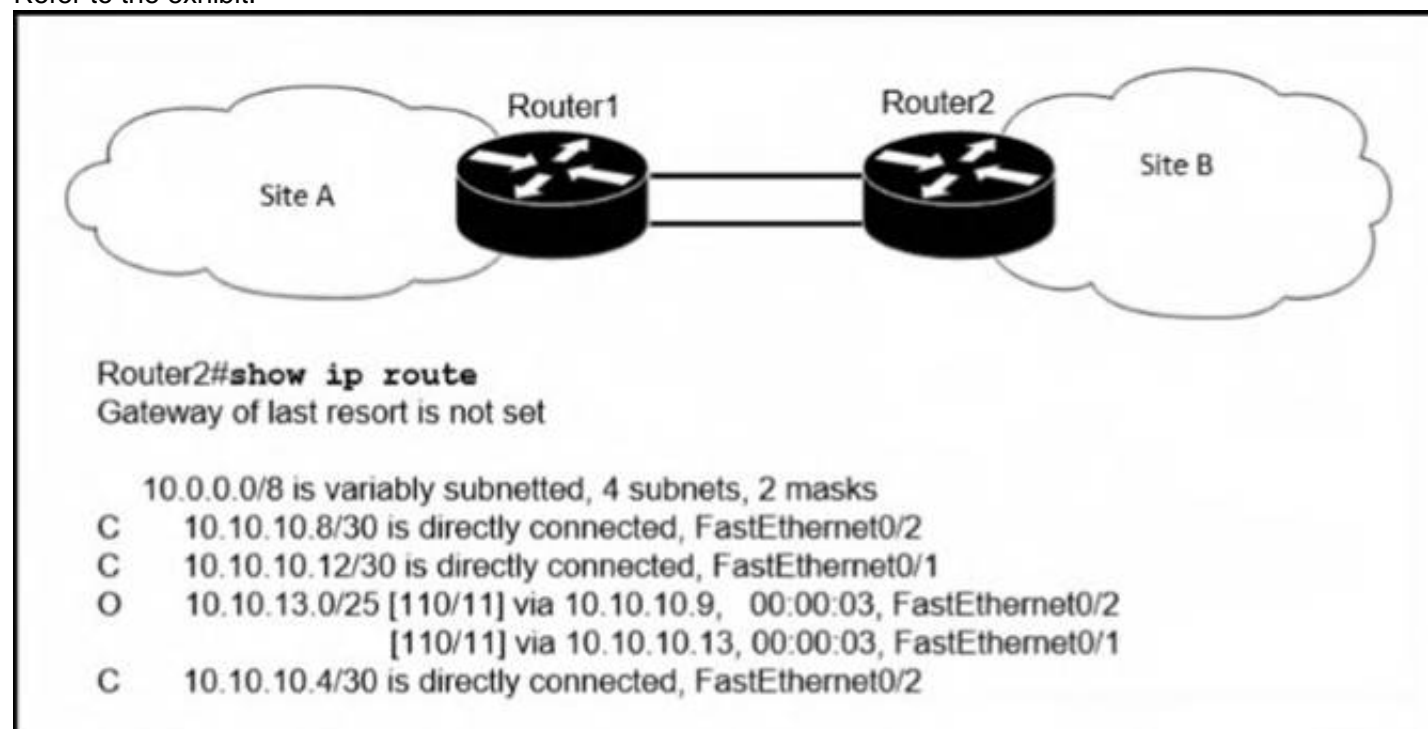 Refer to the exhibit.
Router1
Router2
Site A
Site B
Router2#show ip route
Gateway of last resort is not set
10.0.0.0/8 is variably subnetted, 4 subnets, 2 masks
C 10.10.10.8/30 is directly connected, FastEthernet0/2
C 10.10.10.12/30 is directly connected, FastEthernet0/1
O 10.10.13.0/25 [110/11] via 10.10.10.9, 00:00:03, FastEthernet0/2
[110/11] via 10.10.10.13, 00:00:03, FastEthernet0/1
C 10.10.10.4/30 is directly connected, FastEthernet0/2